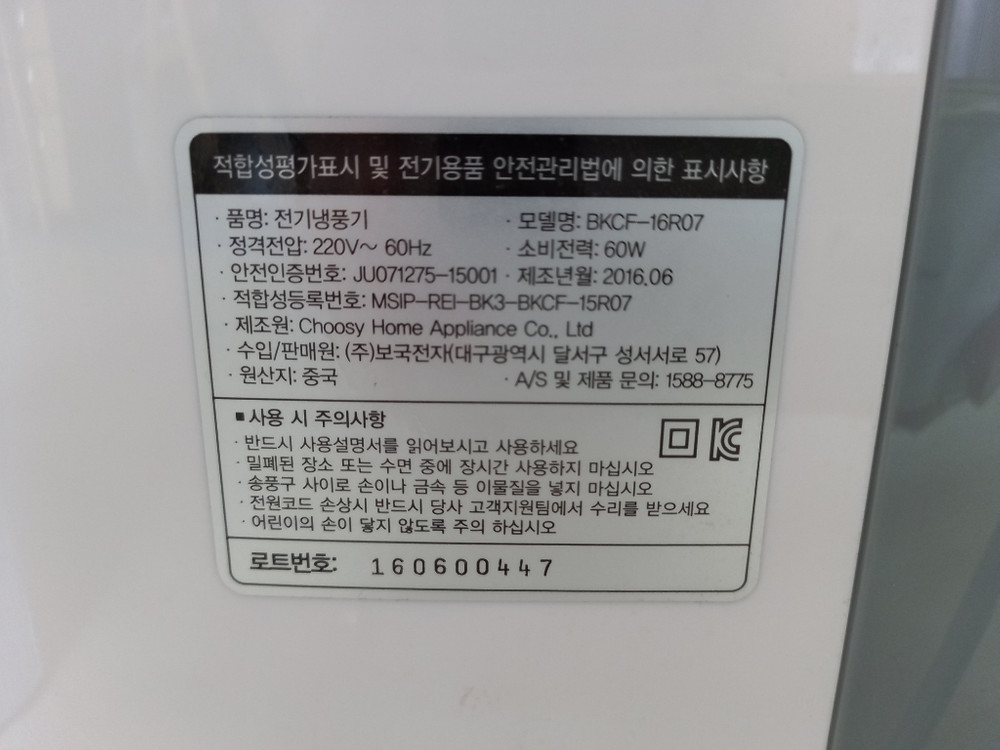 적합성평가표시 및 전기용품 안전관리법에 의한 표시사항
· 품명: 전기냉풍기 · 모델명: BKCF-16R07
· 정격전압: 220V~ 60Hz · 소비전력: 60W
· 안전인증번호: JU071275-15001 · 제조년월: 2016.06
· 적합성등록번호: MSIP-REI-BK3-BKCF-15R07
· 제조원: Choosy Home Appliance Co., Ltd
· 수입/판매원: (주)보국전자(대구광역시 달서구 성서서로 57)
· 원산지: 중국 · A/S 및 제품 문의: 1588-8775
■ 사용 시 주의사항
· 반드시 사용설명서를 읽어보시고 사용하세요
· 밀폐된 장소 또는 수면 중에 장시간 사용하지 마십시오
· 송풍구 사이로 손이나 금속 등 이물질을 넣지 마십시오
· 전원코드 손상시 반드시 당사 고객지원팀에서 수리를 받으세요
· 어린이의 손이 닿지 않도록 주의 하십시오
로트번호: 160600447